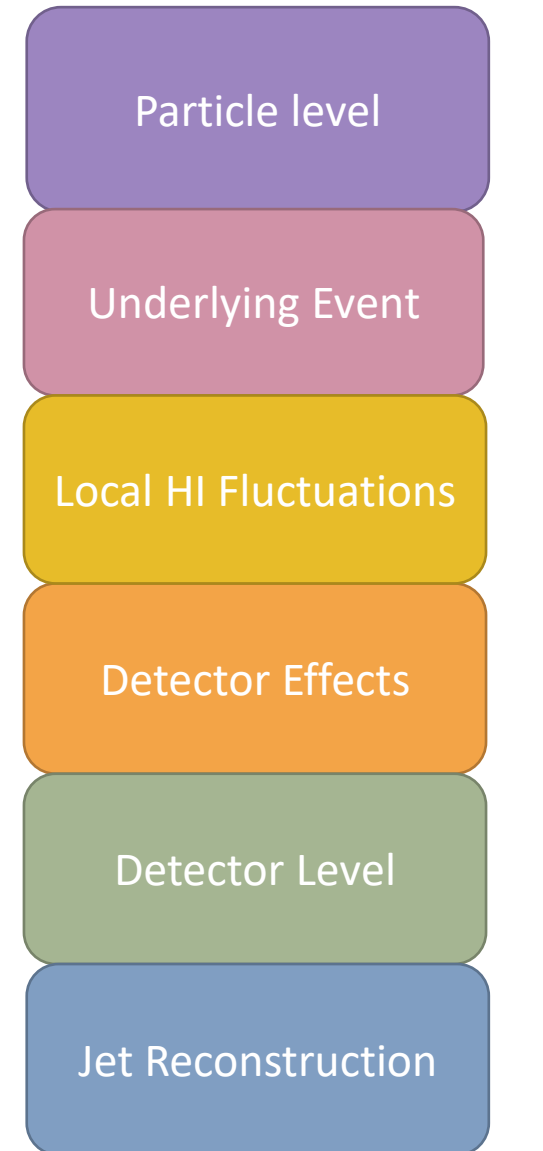 Particle level
Underlying Event
Local HI Fluctuations
Detector Effects
Detector Level
Jet Reconstruction